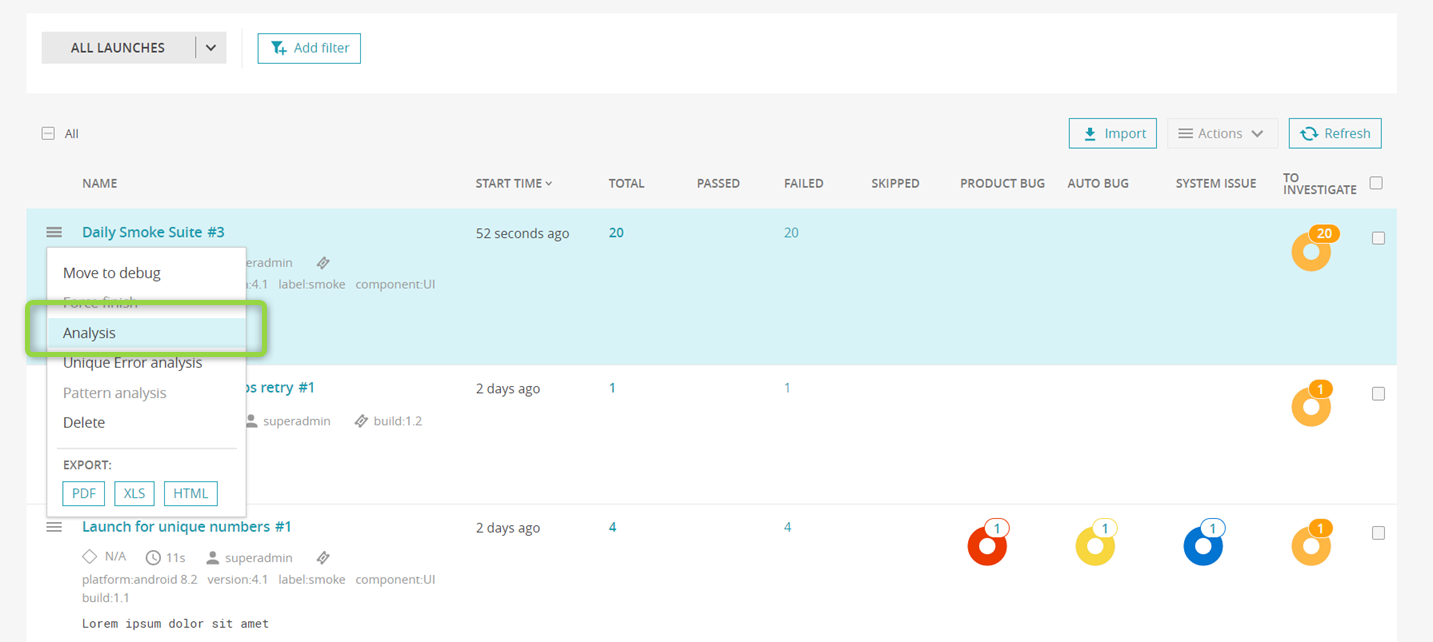 ALL LAUNCHES
Add filter
All
Import Actions Refresh
NAME START TIME TOTAL PASSED FAILED SKIPPED PRODUCT BUG AUTO BUG SYSTEM ISSUE TO INVESTIGATE
Daily Smoke Suite #3 52 seconds ago 20 20 20
eradmin
:4.1 label:smoke component:UI
Move to debug
Force finish
Analysis
Unique Error analysis
Pattern analysis
Delete
EXPORT:
PDF XLS HTML
ps retry #1 2 days ago 1 1 1
superadmin build:1.2
Launch for unique numbers #1 2 days ago 4 4 1 1 1 1
N/A 11s superadmin
platform:android 8.2 version:4.1 label:smoke component:UI
build:1.1
Lorem ipsum dolor sit amet